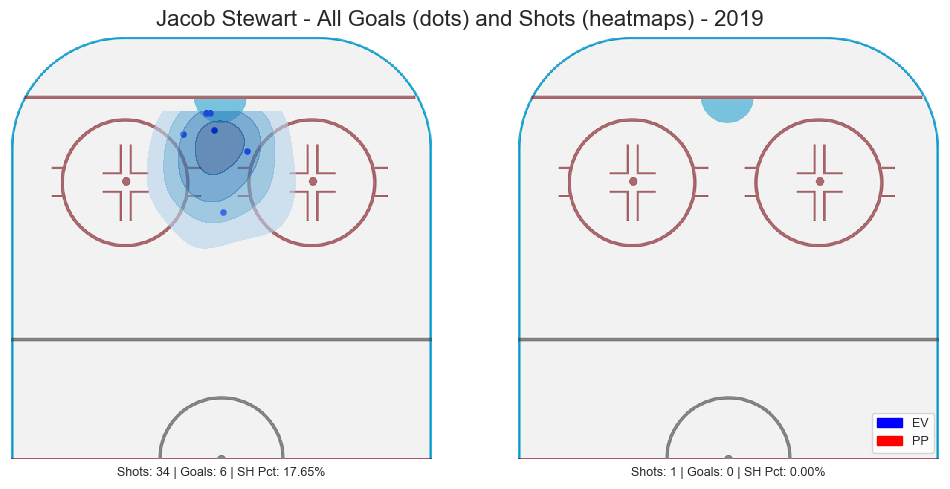 Jacob Stewart - All Goals (dots) and Shots (heatmaps) - 2019
EV
PP
Shots: 34 | Goals: 6 | SH Pct: 17.65%
Shots: 1 | Goals: 0 | SH Pct: 0.00%